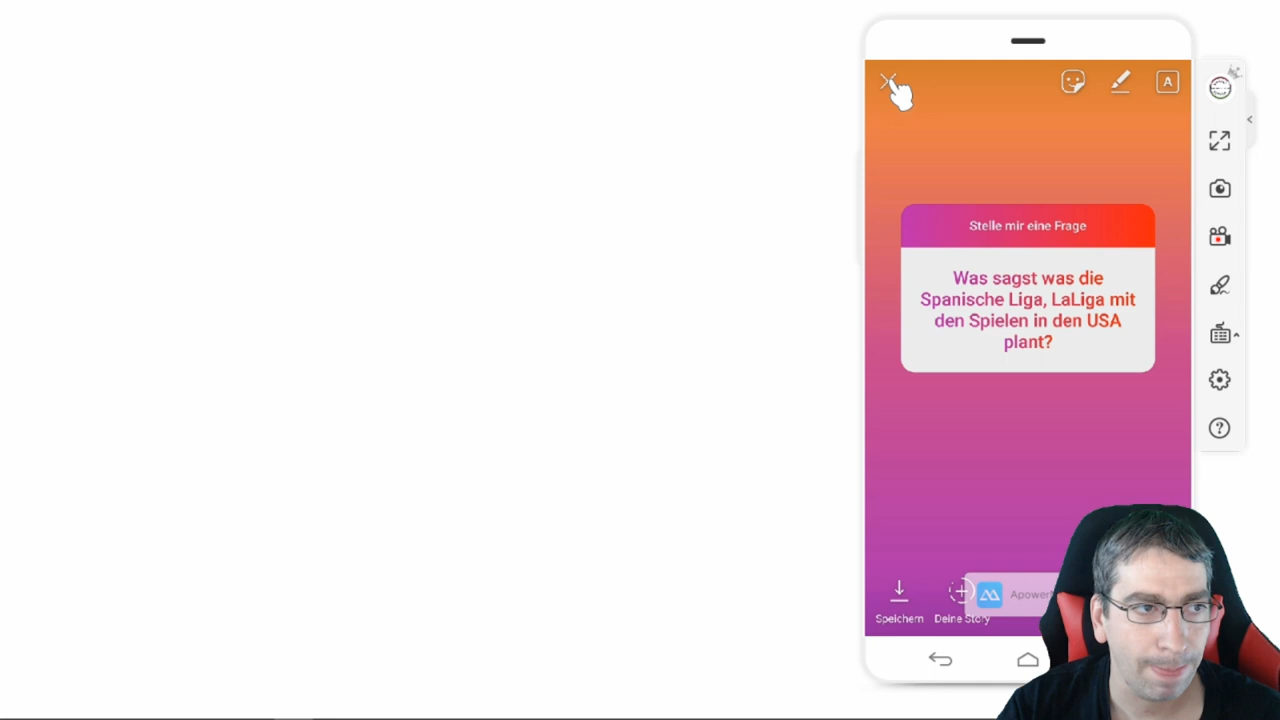 A
Stelle mir eine Frage
Was sagst was die
Spanische Liga, LaLiga mit
den Spielen in den USA
plant?
Speichern
Deine Story